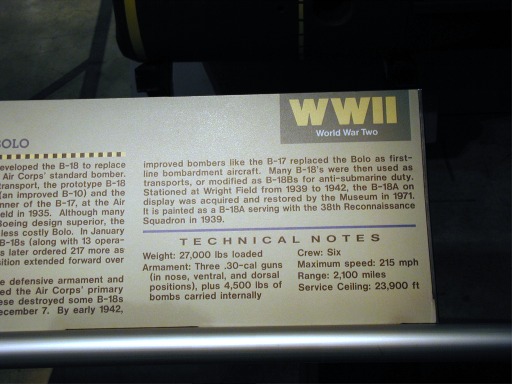 WWII
World War Two
BOLO
eveloped the B-18 to replace
Air Corps' standard bomber.
transport, the prototype B-18
(an improved B-10) and the
nner of the B-17, at the Air
eld in 1935. Although many
Boeing design superior, the
less costly Bolo. In January
B-18s (along with 13 opera-
s later ordered 217 more as
sition extended forward over
e defensive armament and
ed the Air Corps' primary
ese destroyed some B-18s
ecember 7. By early 1942,
improved bombers like the B-17 replaced the Bolo as first-
line bombardment aircraft. Many B-18's were then used as
transports, or modified as B-18Bs for anti-submarine duty.
Stationed at Wright Field from 1939 to 1942, the B-18A on
display was acquired and restored by the Museum in 1971.
It is painted as a B-18A serving with the 38th Reconnaissance
Squadron in 1939.
TECHNICAL NOTES
Weight: 27,000 lbs loaded
Armament: Three .30-cal guns
(in nose, ventral, and dorsal
positions), plus 4,500 lbs of
bombs carried internally
Crew: Six
Maximum speed: 215 mph
Range: 2,100 miles
Service Ceiling: 23,900 ft